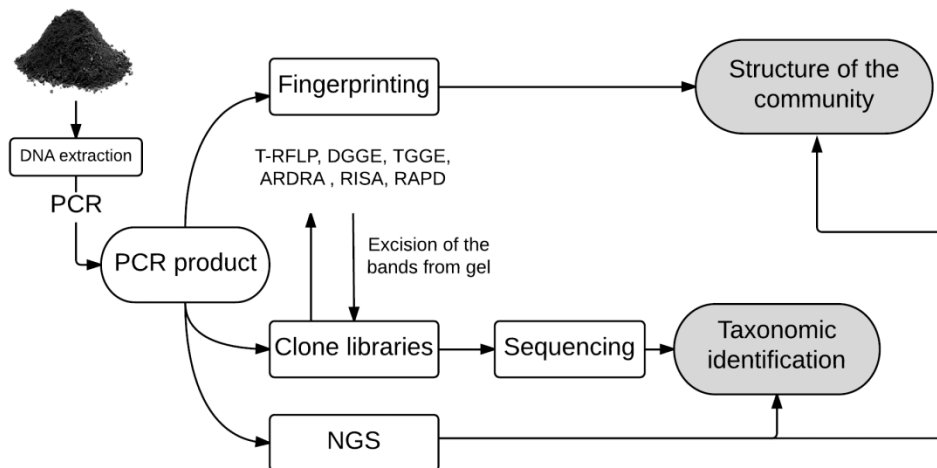 Fingerprinting
Structure of the
community
DNA extraction
T-RFLP, DGGE, TGGE,
ARDRA , RISA, RAPD
PCR
PCR product
Excision of the
bands from gel
Clone libraries
Sequencing
Taxonomic
identification
NGS